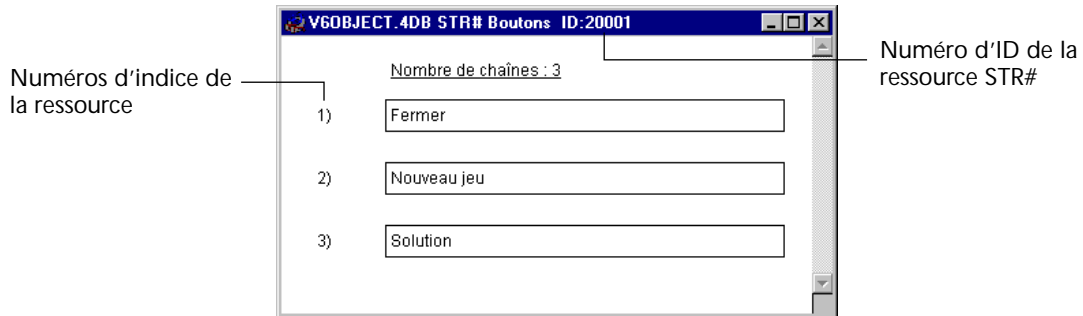 V6OBJECT.4DB STR# Boutons ID:20001
Numéro d'ID de la
ressource STR#
Numéros d'indice de
la ressource
Nombre de chaînes : 3
1) Fermer
2) Nouveau jeu
3) Solution